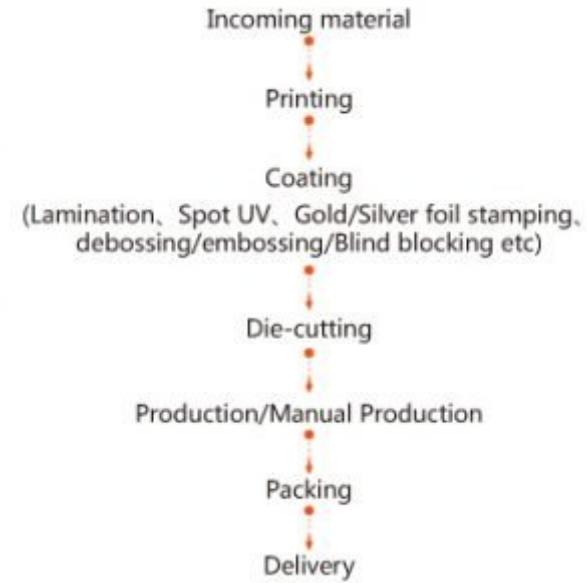 Incoming material
Printing
Coating
(Lamination、Spot UV、Gold/Silver foil stamping、
debossing/embossing/Blind blocking etc)
Die-cutting
Production/Manual Production
Packing
Delivery